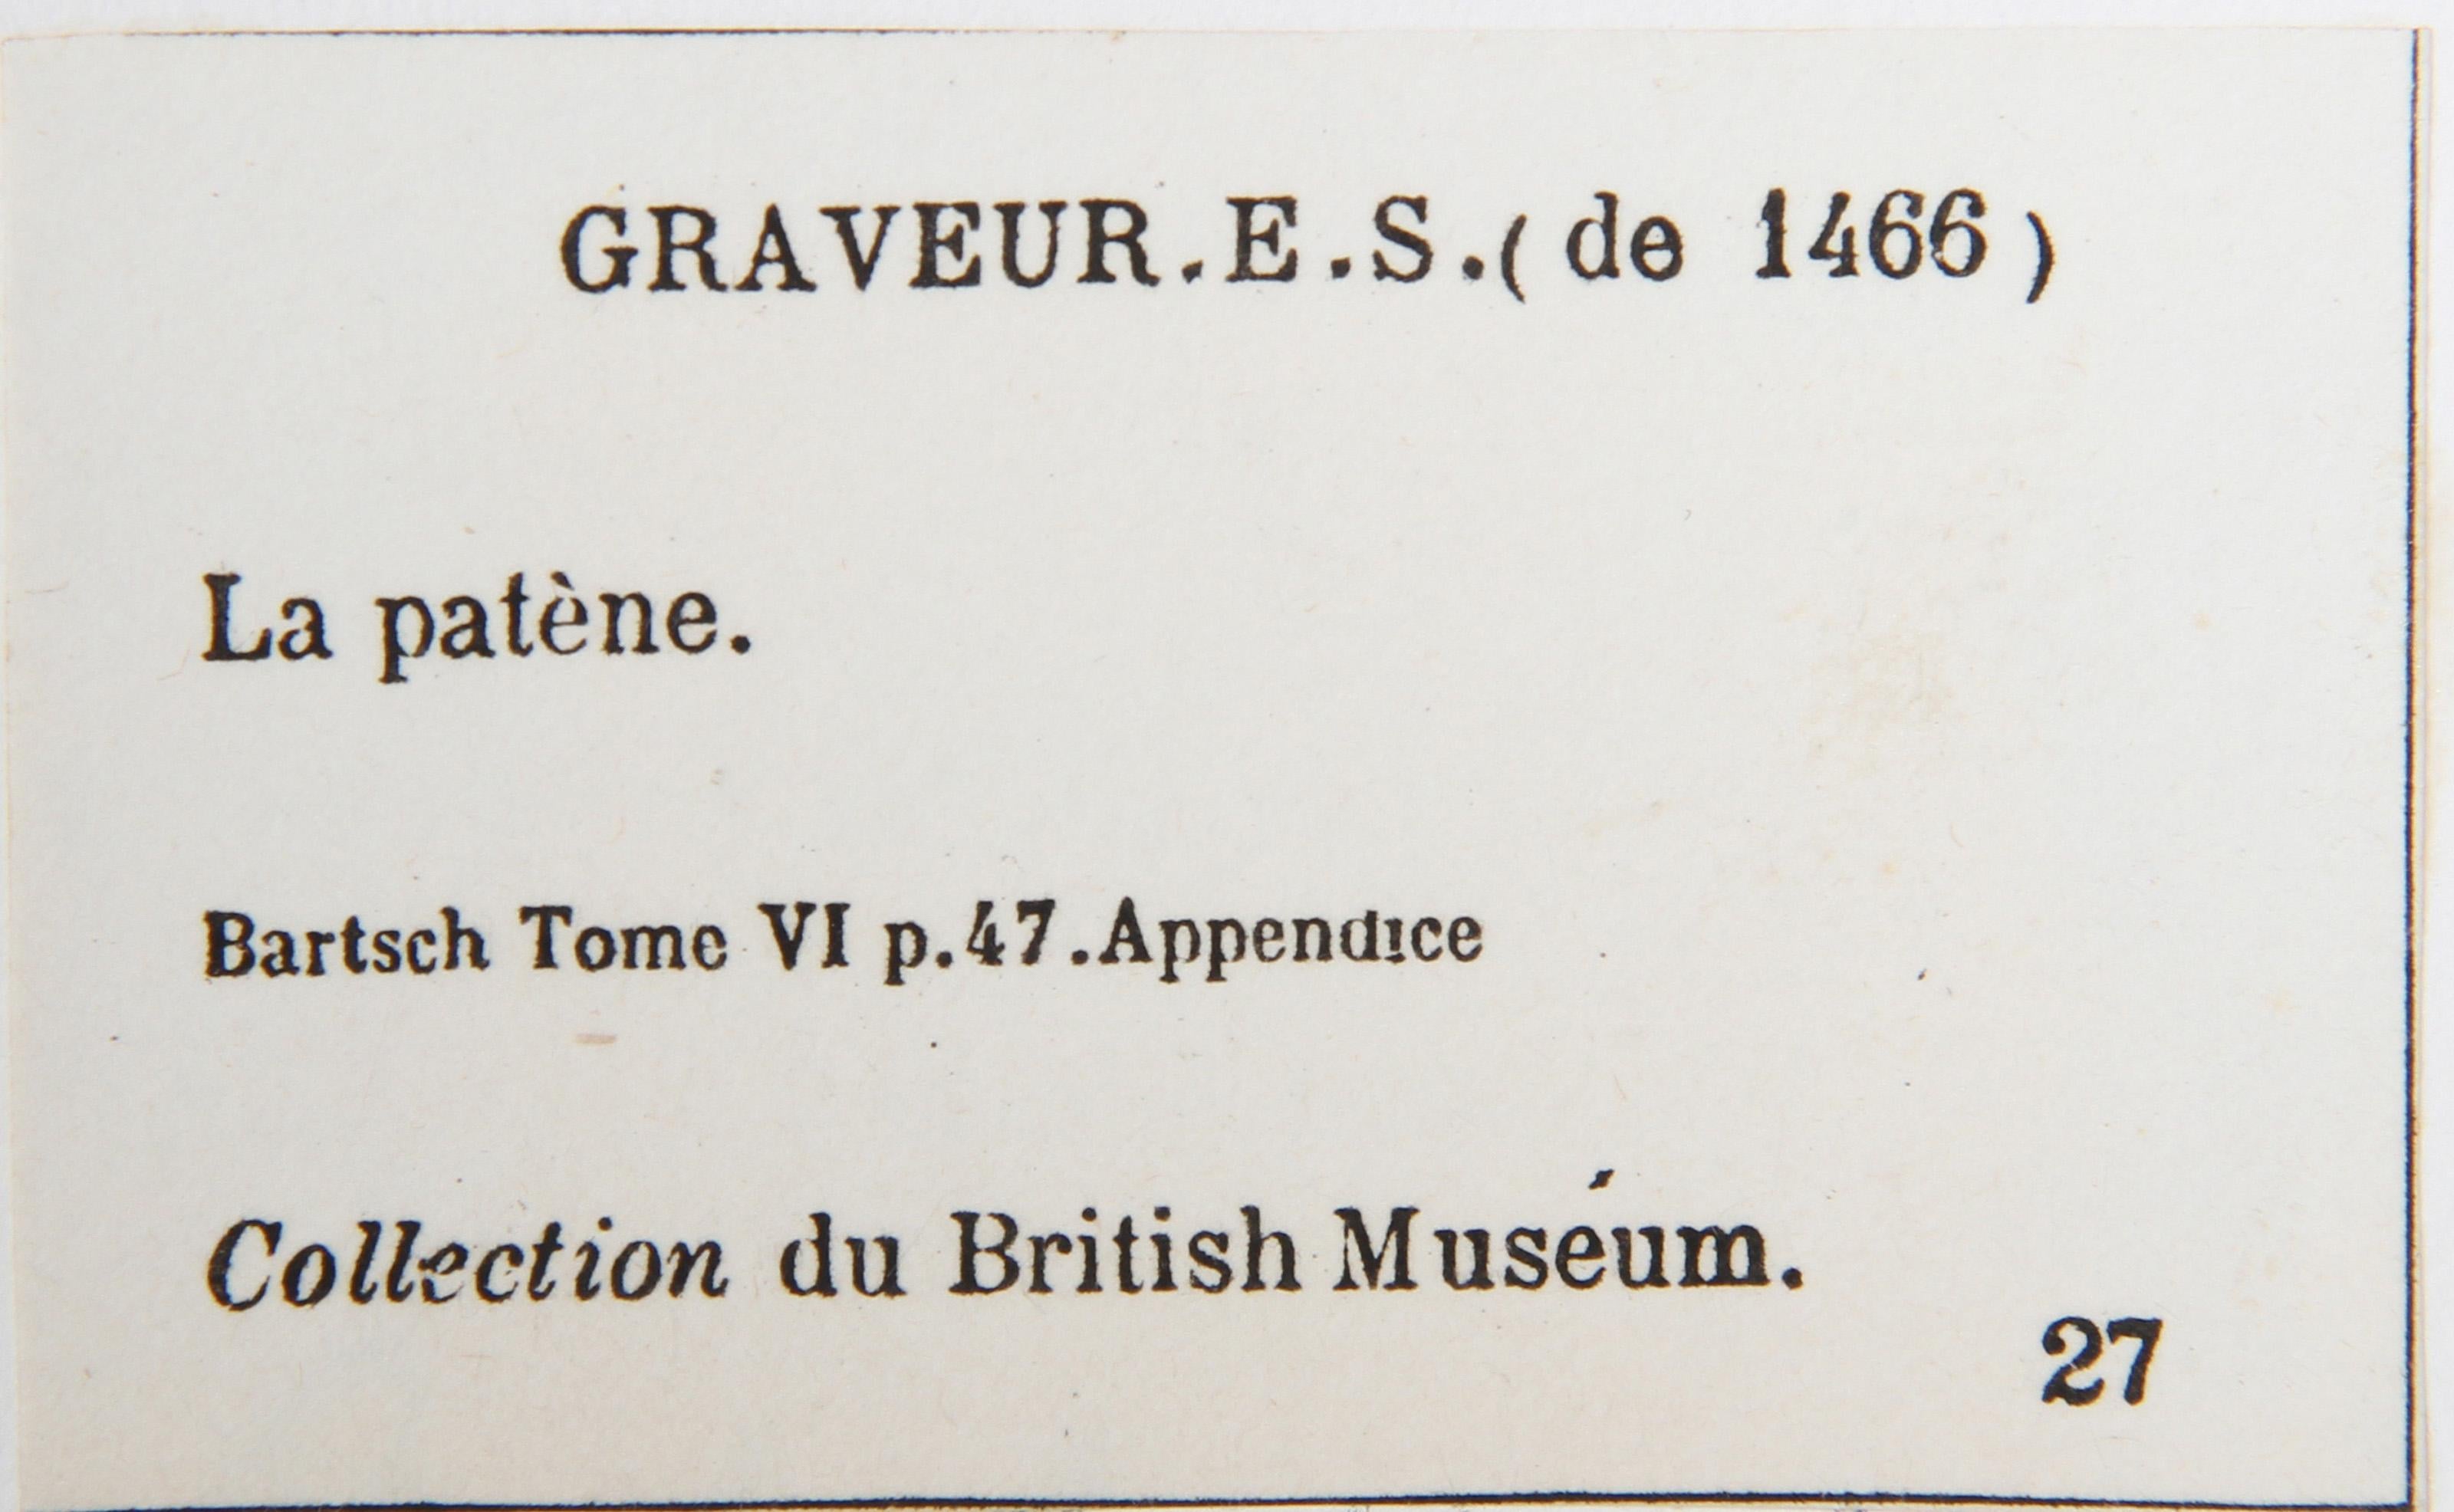 GRAVEUR.E.S.( de 1466 )
La patène.
Bartsch Tome VI p.47.Appendice
Collection du British Muséum.
27